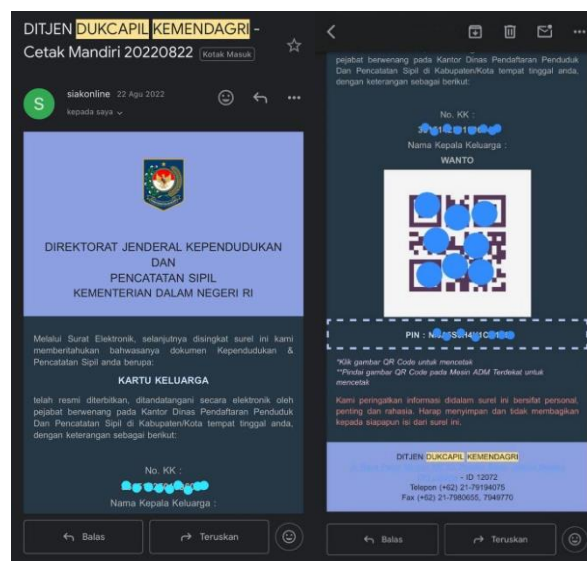 DITJEN DUKCAPIL KEMENDAGRI -
Cetak Mandiri 20220822 Kotak Masuk
S
siakonline 22 Agu 2022
kepada saya
DIREKTORAT JENDERAL KEPENDUDUKAN
DAN
PENCATATAN SIPIL
KEMENTERIAN DALAM NEGERI RI
Melalui Surat Elektronik, selanjutnya disingkat surel ini kami
memberitahukan bahwasanya dokumen Kependudukan &
Pencatatan Sipil anda berupa:
KARTU KELUARGA
telah resmi diterbitkan, ditandatangani secara elektronik oleh
pejabat berwenang pada Kantor Dinas Pendaftaran Penduduk
Dan Pencatatan Sipil di Kabupaten/Kota tempat tinggal anda,
dengan keterangan sebagai berikut:
No. KK :
Nama Kepala Keluarga :
Balas
Teruskan
pejabat berwenang pada Kantor Dinas Pendaftaran Penduduk
Dan Pencatatan Sipil di Kabupaten/Kota tempat tinggal anda,
dengan keterangan sebagai berikut:
No. KK :
Nama Kepala Keluarga :
WANTO
PIN :
*Klik gambar QR Code untuk mencetak
**Pindai gambar QR Code pada Mesin ADM Terdekat untuk
mencetak
Kami peringatkan informasi didalam surel ini bersifat personal,
penting dan rahasia. Harap menyimpan dan tidak membagikan
kepada siapapun isi dari surel ini.
DITJEN DUKCAPIL KEMENDAGRI
- ID 12072
Telepon (+62) 21-79194075
Fax (+62) 21-7980655, 7949770
Balas
Teruskan